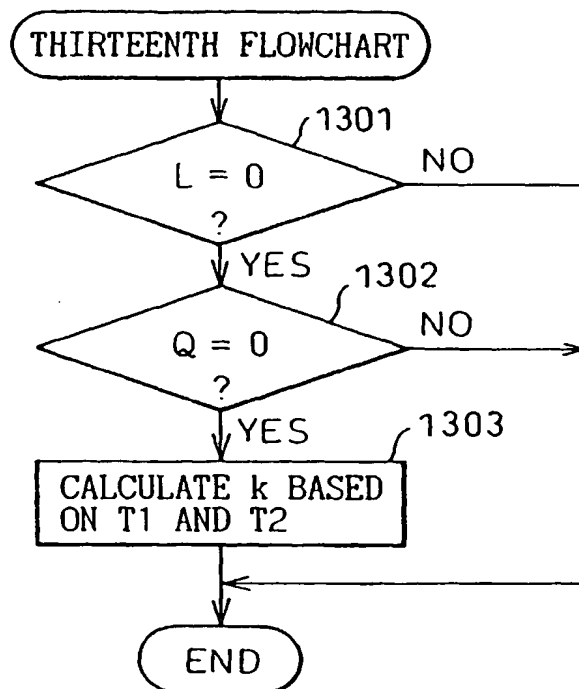 THIRTEENTH FLOWCHART
1301
L = 0
?
NO
YES
1302
Q = 0
?
NO
YES
1303
CALCULATE k BASED
ON T1 AND T2
END